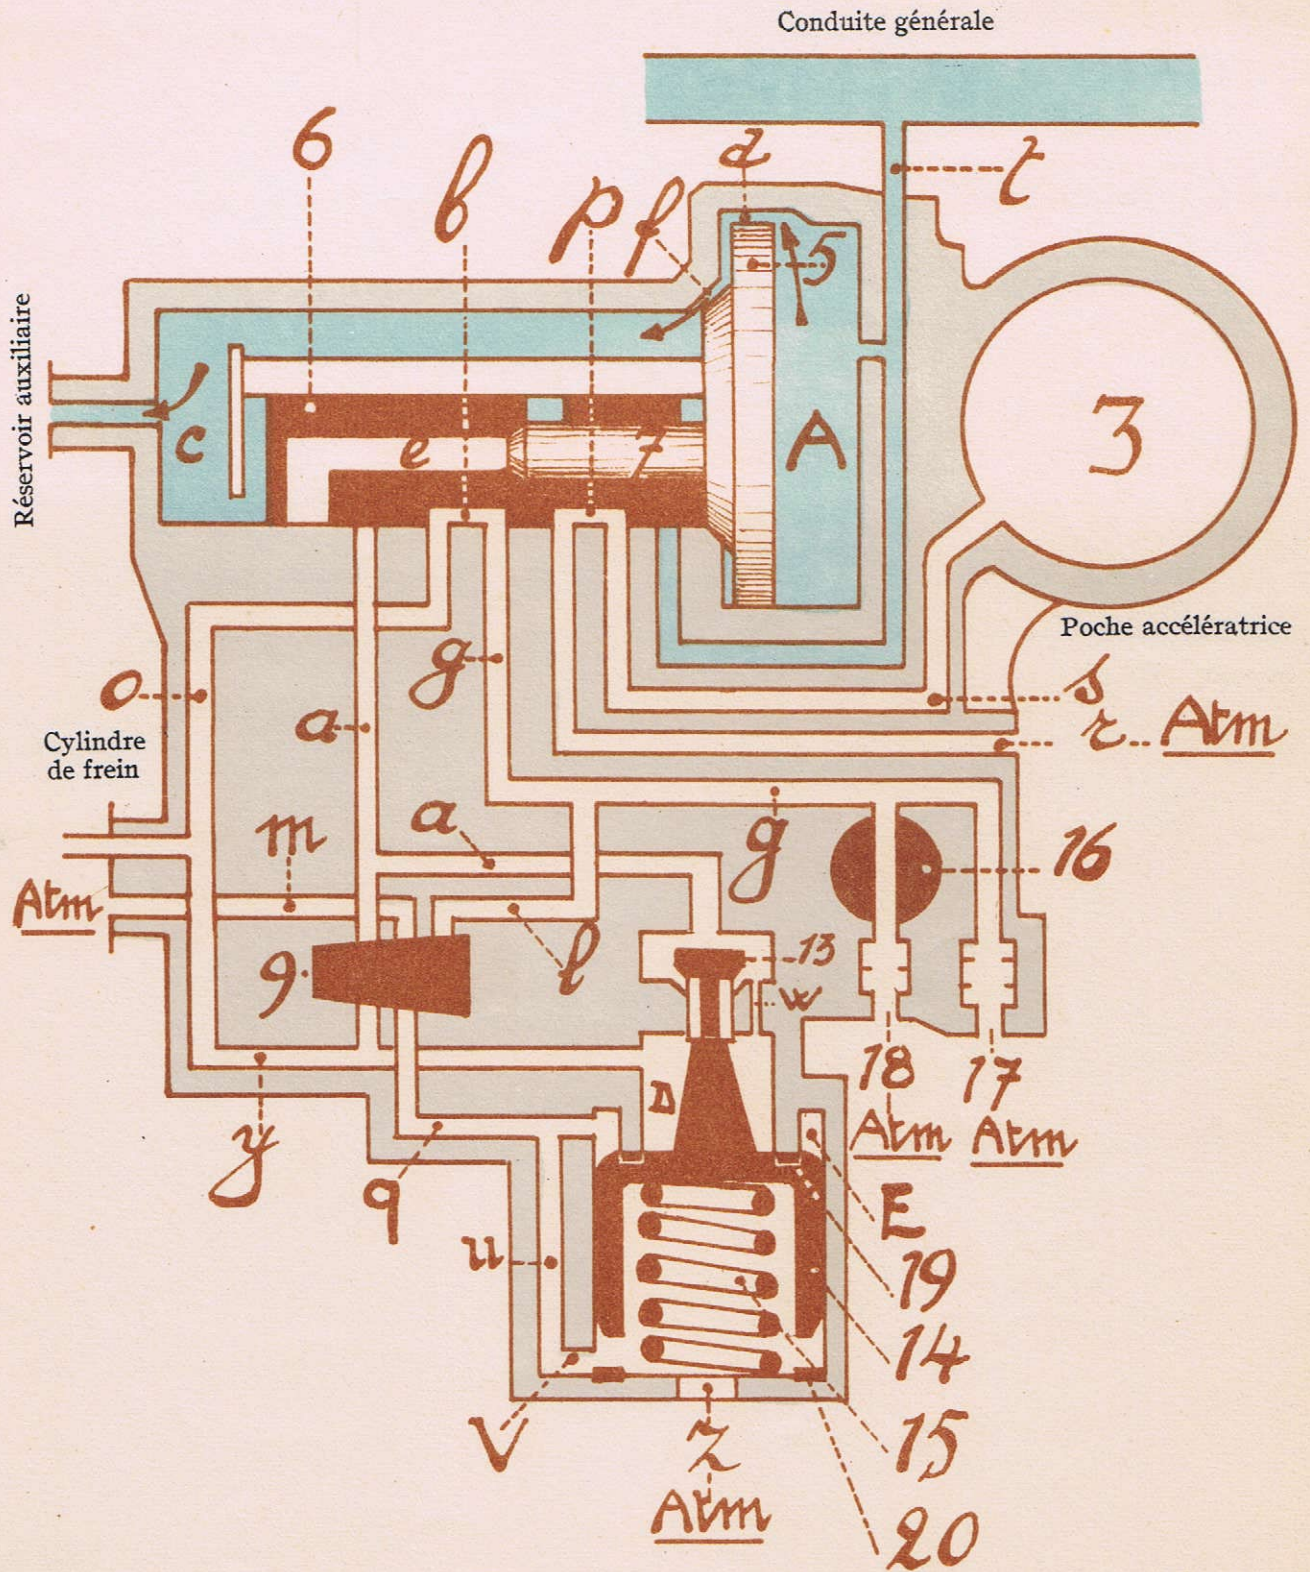 Conduite générale
6
b
p
f
d
t
5
Réservoir auxiliaire
c
e
7
A
3
Poche accélératrice
o
a
g
s
r
Atm
Cylindre
de frein
m
a
g
16
Atm
9
l
13
w
18
17
D
Atm
Atm
y
q
E
u
19
14
V
z
15
Atm
20